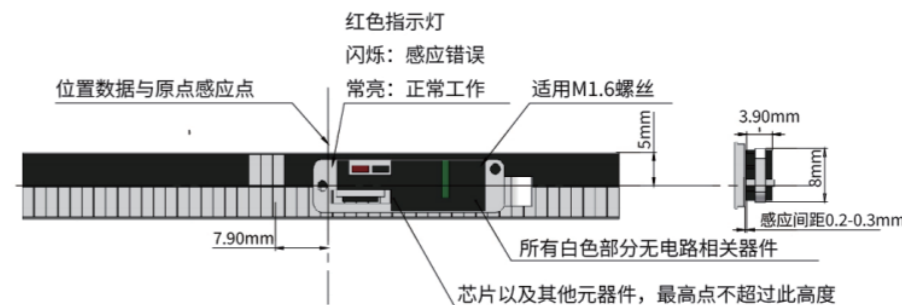 红色指示灯
闪烁：感应错误
位置数据与原点感应点
常亮：正常工作
适用M1.6螺丝
3.90mm
5mm
8mm
感应间距0.2-0.3mm
7.90mm
所有白色部分无电路相关器件
芯片以及其他元器件，最高点不超过此高度